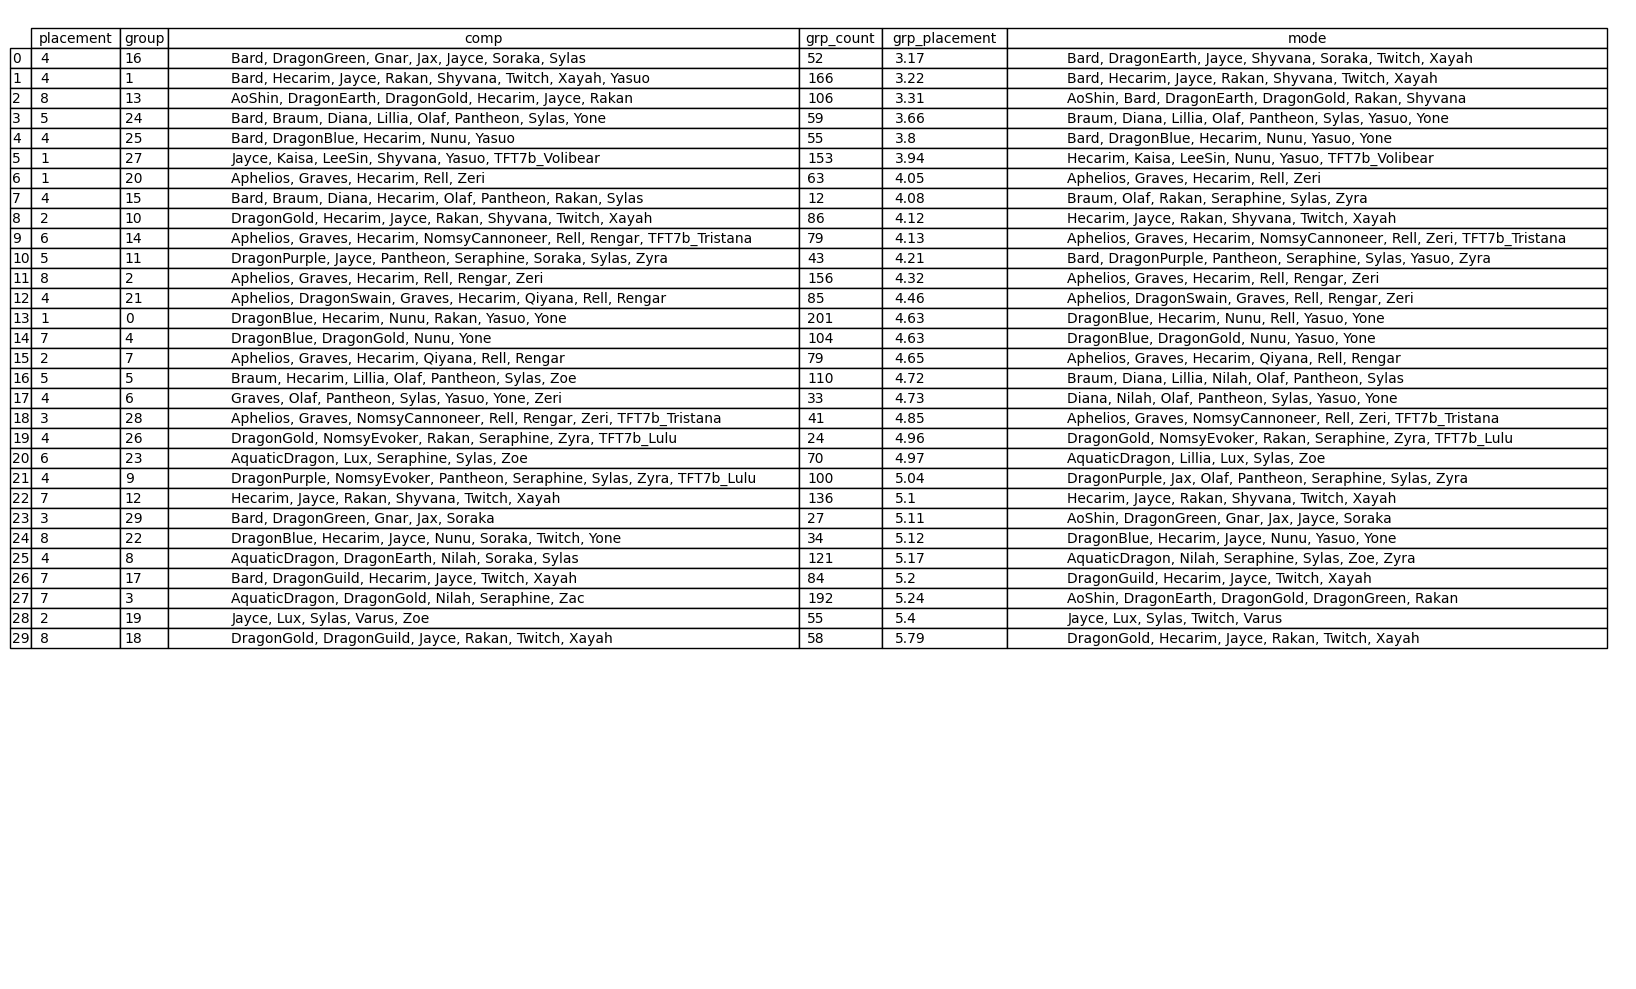 placement group comp grp_count grp_placement mode
0 4 16 Bard, DragonGreen, Gnar, Jax, Jayce, Soraka, Sylas 52 3.17 Bard, DragonEarth, Jayce, Shyvana, Soraka, Twitch, Xayah
1 4 1 Bard, Hecarim, Jayce, Rakan, Shyvana, Twitch, Xayah, Yasuo 166 3.22 Bard, Hecarim, Jayce, Rakan, Shyvana, Twitch, Xayah
2 8 13 AoShin, DragonEarth, DragonGold, Hecarim, Jayce, Rakan 106 3.31 AoShin, Bard, DragonEarth, DragonGold, Rakan, Shyvana
3 5 24 Bard, Braum, Diana, Lillia, Olaf, Pantheon, Sylas, Yone 59 3.66 Braum, Diana, Lillia, Olaf, Pantheon, Sylas, Yasuo, Yone
4 4 25 Bard, DragonBlue, Hecarim, Nunu, Yasuo 55 3.8 Bard, DragonBlue, Hecarim, Nunu, Yasuo, Yone
5 1 27 Jayce, Kaisa, LeeSin, Shyvana, Yasuo, TFT7b_Volibear 153 3.94 Hecarim, Kaisa, LeeSin, Nunu, Yasuo, TFT7b_Volibear
6 1 20 Aphelios, Graves, Hecarim, Rell, Zeri 63 4.05 Aphelios, Graves, Hecarim, Rell, Zeri
7 4 15 Bard, Braum, Diana, Hecarim, Olaf, Pantheon, Rakan, Sylas 12 4.08 Braum, Olaf, Rakan, Seraphine, Sylas, Zyra
8 2 10 DragonGold, Hecarim, Jayce, Rakan, Shyvana, Twitch, Xayah 86 4.12 Hecarim, Jayce, Rakan, Shyvana, Twitch, Xayah
9 6 14 Aphelios, Graves, Hecarim, NomsyCannoneer, Rell, Rengar, TFT7b_Tristana 79 4.13 Aphelios, Graves, Hecarim, NomsyCannoneer, Rell, Zeri, TFT7b_Tristana
10 5 11 DragonPurple, Jayce, Pantheon, Seraphine, Soraka, Sylas, Zyra 43 4.21 Bard, DragonPurple, Pantheon, Seraphine, Sylas, Yasuo, Zyra
11 8 2 Aphelios, Graves, Hecarim, Rell, Rengar, Zeri 156 4.32 Aphelios, Graves, Hecarim, Rell, Rengar, Zeri
12 4 21 Aphelios, DragonSwain, Graves, Hecarim, Qiyana, Rell, Rengar 85 4.46 Aphelios, DragonSwain, Graves, Rell, Rengar, Zeri
13 1 0 DragonBlue, Hecarim, Nunu, Rakan, Yasuo, Yone 201 4.63 DragonBlue, Hecarim, Nunu, Rell, Yasuo, Yone
14 7 4 DragonBlue, DragonGold, Nunu, Yone 104 4.63 DragonBlue, DragonGold, Nunu, Yasuo, Yone
15 2 7 Aphelios, Graves, Hecarim, Qiyana, Rell, Rengar 79 4.65 Aphelios, Graves, Hecarim, Qiyana, Rell, Rengar
16 5 5 Braum, Hecarim, Lillia, Olaf, Pantheon, Sylas, Zoe 110 4.72 Braum, Diana, Lillia, Nilah, Olaf, Pantheon, Sylas
17 4 6 Graves, Olaf, Pantheon, Sylas, Yasuo, Yone, Zeri 33 4.73 Diana, Nilah, Olaf, Pantheon, Sylas, Yasuo, Yone
18 3 28 Aphelios, Graves, NomsyCannoneer, Rell, Rengar, Zeri, TFT7b_Tristana 41 4.85 Aphelios, Graves, NomsyCannoneer, Rell, Zeri, TFT7b_Tristana
19 4 26 DragonGold, NomsyEvoker, Rakan, Seraphine, Zyra, TFT7b_Lulu 24 4.96 DragonGold, NomsyEvoker, Rakan, Seraphine, Zyra, TFT7b_Lulu
20 6 23 AquaticDragon, Lux, Seraphine, Sylas, Zoe 70 4.97 AquaticDragon, Lillia, Lux, Sylas, Zoe
21 4 9 DragonPurple, NomsyEvoker, Pantheon, Seraphine, Sylas, Zyra, TFT7b_Lulu 100 5.04 DragonPurple, Jax, Olaf, Pantheon, Seraphine, Sylas, Zyra
22 7 12 Hecarim, Jayce, Rakan, Shyvana, Twitch, Xayah 136 5.1 Hecarim, Jayce, Rakan, Shyvana, Twitch, Xayah
23 3 29 Bard, DragonGreen, Gnar, Jax, Soraka 27 5.11 AoShin, DragonGreen, Gnar, Jax, Jayce, Soraka
24 8 22 DragonBlue, Hecarim, Jayce, Nunu, Soraka, Twitch, Yone 34 5.12 DragonBlue, Hecarim, Jayce, Nunu, Yasuo, Yone
25 4 8 AquaticDragon, DragonEarth, Nilah, Soraka, Sylas 121 5.17 AquaticDragon, Nilah, Seraphine, Sylas, Zoe, Zyra
26 7 17 Bard, DragonGuild, Hecarim, Jayce, Twitch, Xayah 84 5.2 DragonGuild, Hecarim, Jayce, Twitch, Xayah
27 7 3 AquaticDragon, DragonGold, Nilah, Seraphine, Zac 192 5.24 AoShin, DragonEarth, DragonGold, DragonGreen, Rakan
28 2 19 Jayce, Lux, Sylas, Varus, Zoe 55 5.4 Jayce, Lux, Sylas, Twitch, Varus
29 8 18 DragonGold, DragonGuild, Jayce, Rakan, Twitch, Xayah 58 5.79 DragonGold, Hecarim, Jayce, Rakan, Twitch, Xayah